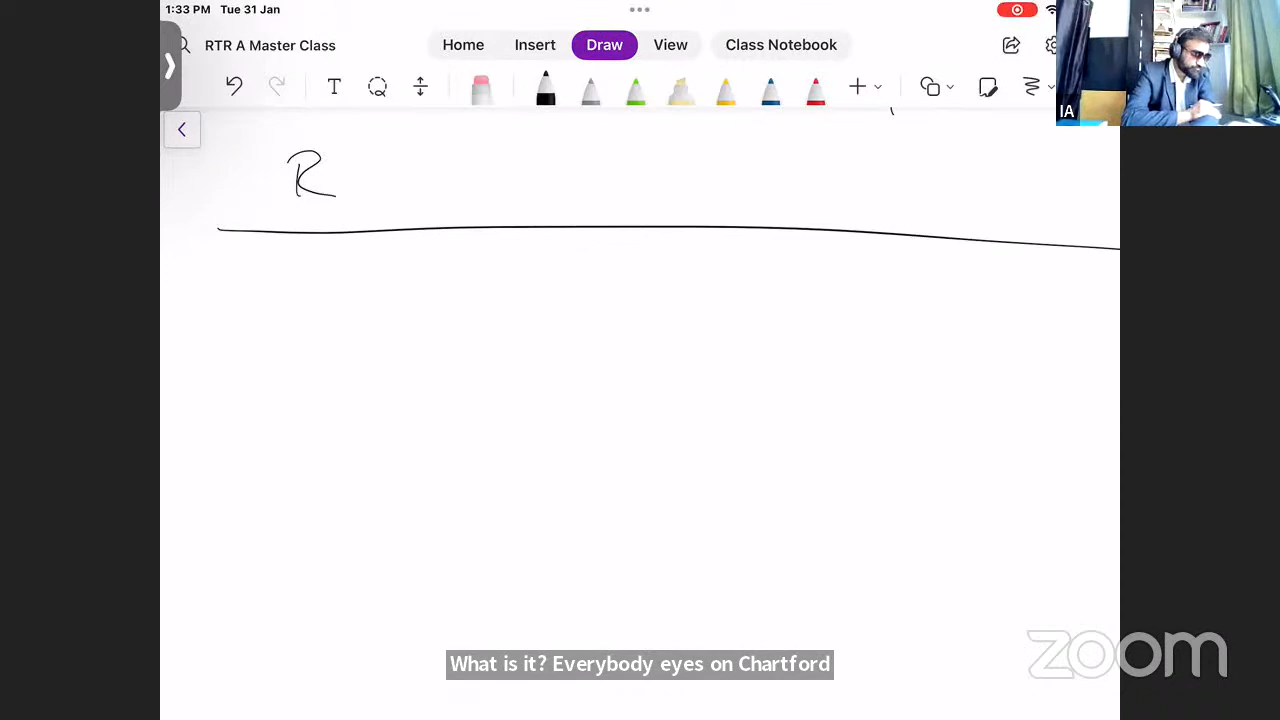 1:33 PM Tue 31 Jan
RTR A Master Class
Home Insert Draw View Class Notebook
IA
T
R
What is it? Everybody eyes on Chartford
zoom